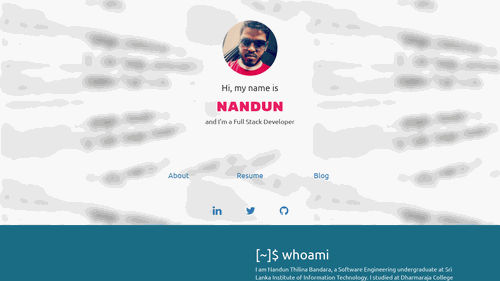 Hi, my name is
NANDUN
and I'm a Full Stack Developer
About Resume Blog
[~]$ whoami
I am Nandun Thilina Bandara, a Software Engineering undergraduate at Sri
Lanka Institute of Information Technology. I studied at Dharmaraja College